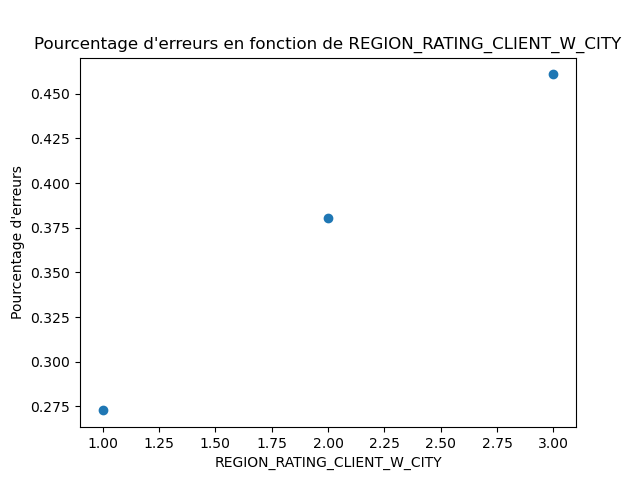 Pourcentage d'erreurs en fonction de REGION_RATING_CLIENT_W_CITY
Pourcentage d'erreurs
0.450
0.425
0.400
0.375
0.350
0.325
0.300
0.275
1.00 1.25 1.50 1.75 2.00 2.25 2.50 2.75 3.00
REGION_RATING_CLIENT_W_CITY